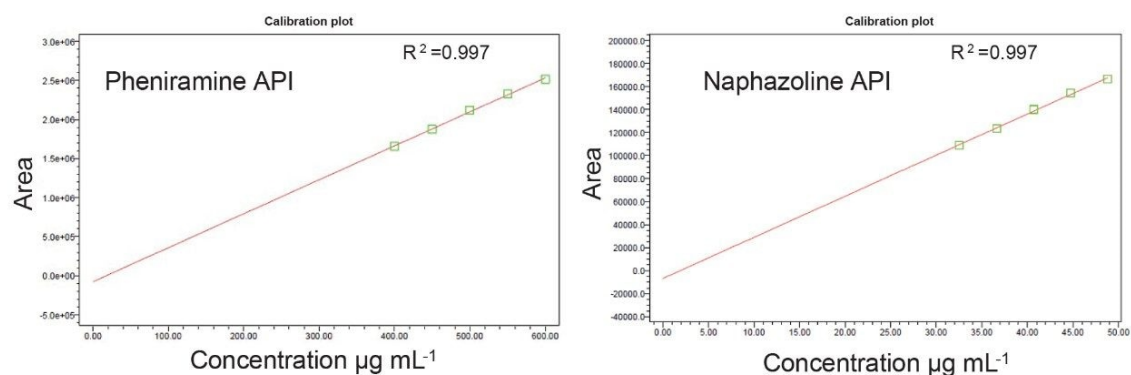 Calibration plot
R² =0.997
Pheniramine API
3.0e+06
2.5e+06
2.0e+06
1.5e+06
1.0e+06
5.0e+05
0.0e+00
-5.0e+05
Area
0.00 100.00 200.00 300.00 400.00 500.00 600.00
Concentration µg mL⁻¹
Calibration plot
R² =0.997
Naphazoline API
200000.0
180000.0
160000.0
140000.0
120000.0
100000.0
80000.0
60000.0
40000.0
20000.0
0.0
-20000.0
-40000.0
Area
0.00 5.00 10.00 15.00 20.00 25.00 30.00 35.00 40.00 45.00 50.00
Concentration µg mL⁻¹